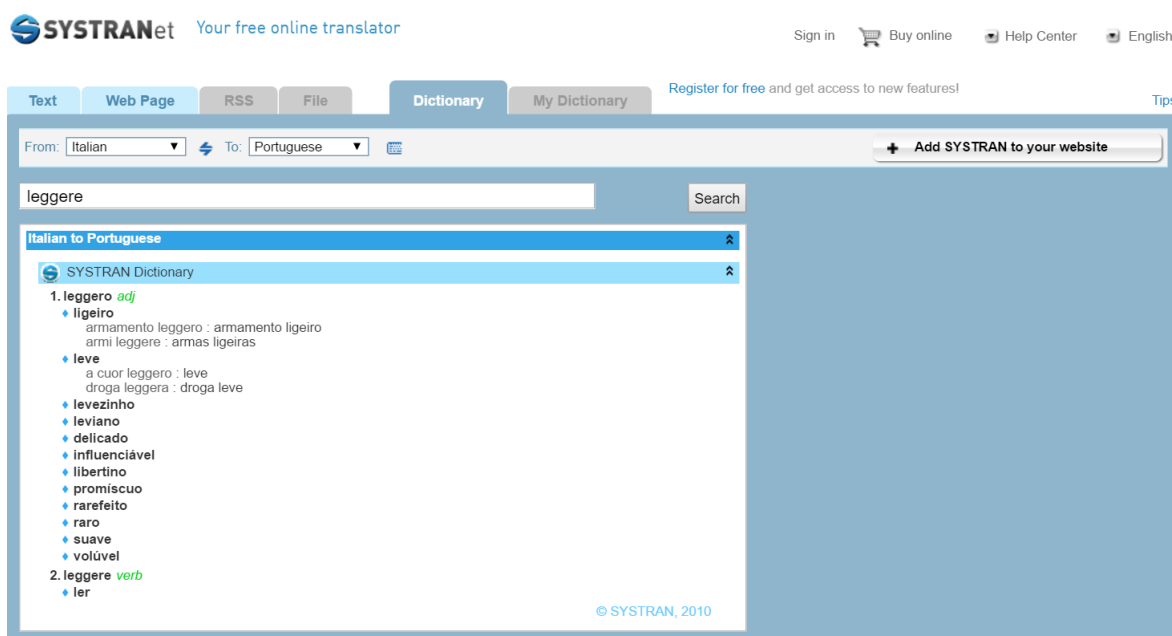 SYSTRANet Your free online translator
Sign in Buy online Help Center English
Text Web Page RSS File Dictionary My Dictionary Register for free and get access to new features!
Tips
From: Italian To: Portuguese + Add SYSTRAN to your website
leggere Search
Italian to Portuguese
SYSTRAN Dictionary
1. leggero adj
ligeiro
armamento leggero : armamento ligeiro
armi leggere : armas ligeiras
leve
a cuor leggero : leve
droga leggera : droga leve
levezinho
leviano
delicado
influenciável
libertino
promíscuo
rarefeito
raro
suave
volúvel
2. leggere verb
ler
© SYSTRAN, 2010